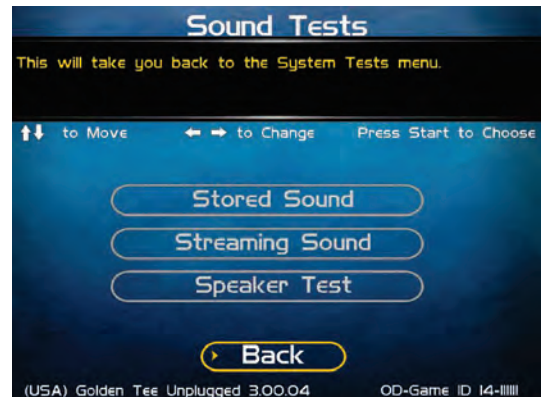 Sound Tests
This will take you back to the System Tests menu.
to Move to Change Press Start to Choose
Stored Sound
Streaming Sound
Speaker Test
Back
(USA) Golden Tee Unplugged 3.00.04 OD-Game ID 14-111111